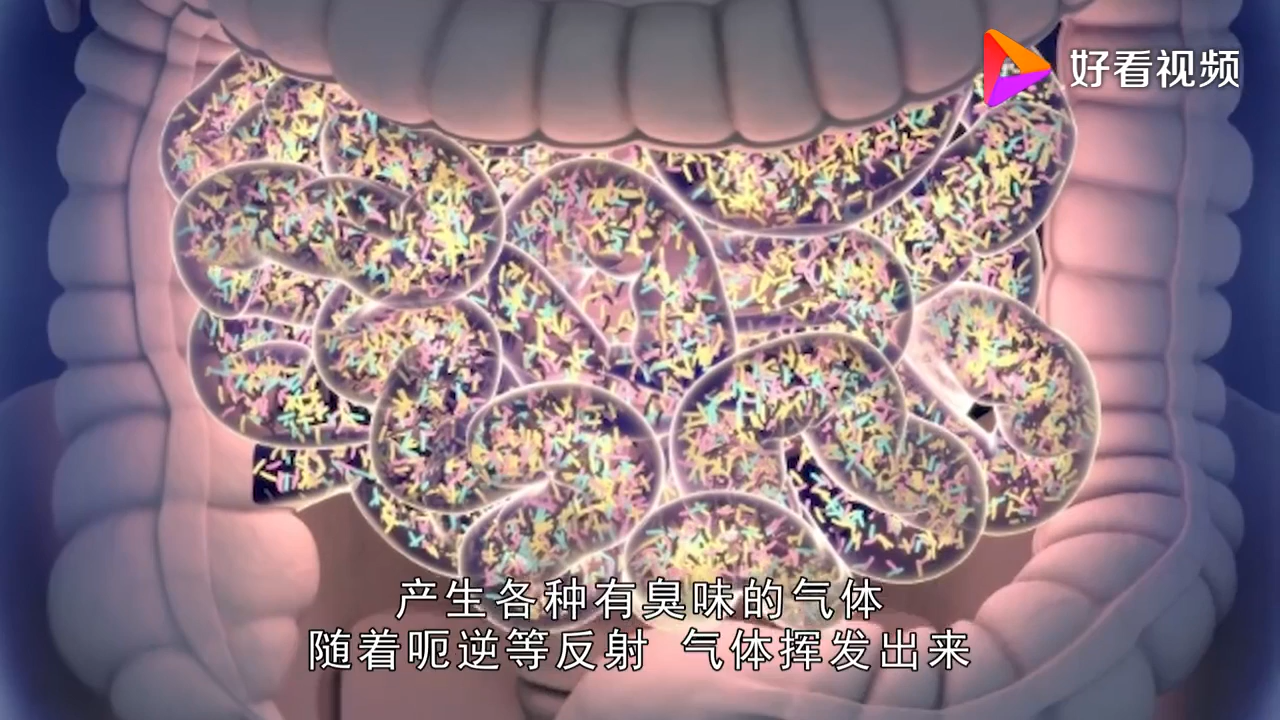 好看视频
产生各种有臭味的气体
随着呃逆等反射 气体挥发出来